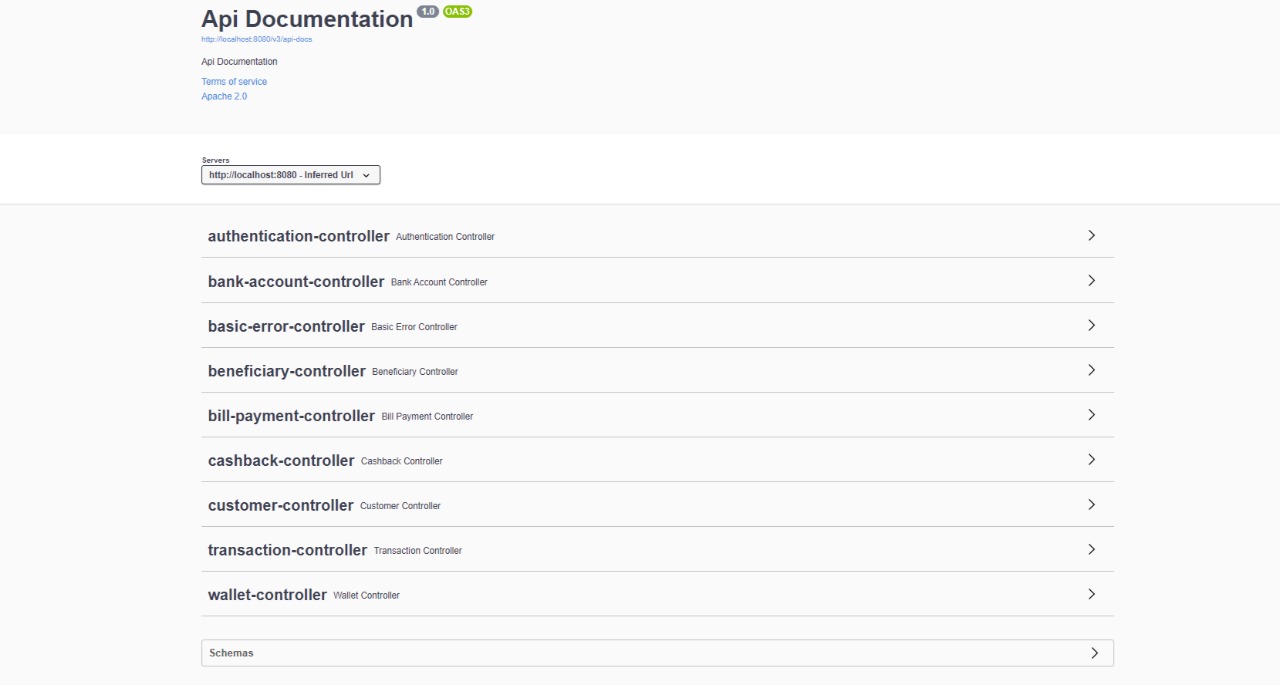 Api Documentation 1.0 OAS3
http://localhost:8080/v3/api-docs
Api Documentation
Terms of service
Apache 2.0
Servers
http://localhost:8080 - Inferred Url
authentication-controller Authentication Controller
bank-account-controller Bank Account Controller
basic-error-controller Basic Error Controller
beneficiary-controller Beneficiary Controller
bill-payment-controller Bill Payment Controller
cashback-controller Cashback Controller
customer-controller Customer Controller
transaction-controller Transaction Controller
wallet-controller Wallet Controller
Schemas